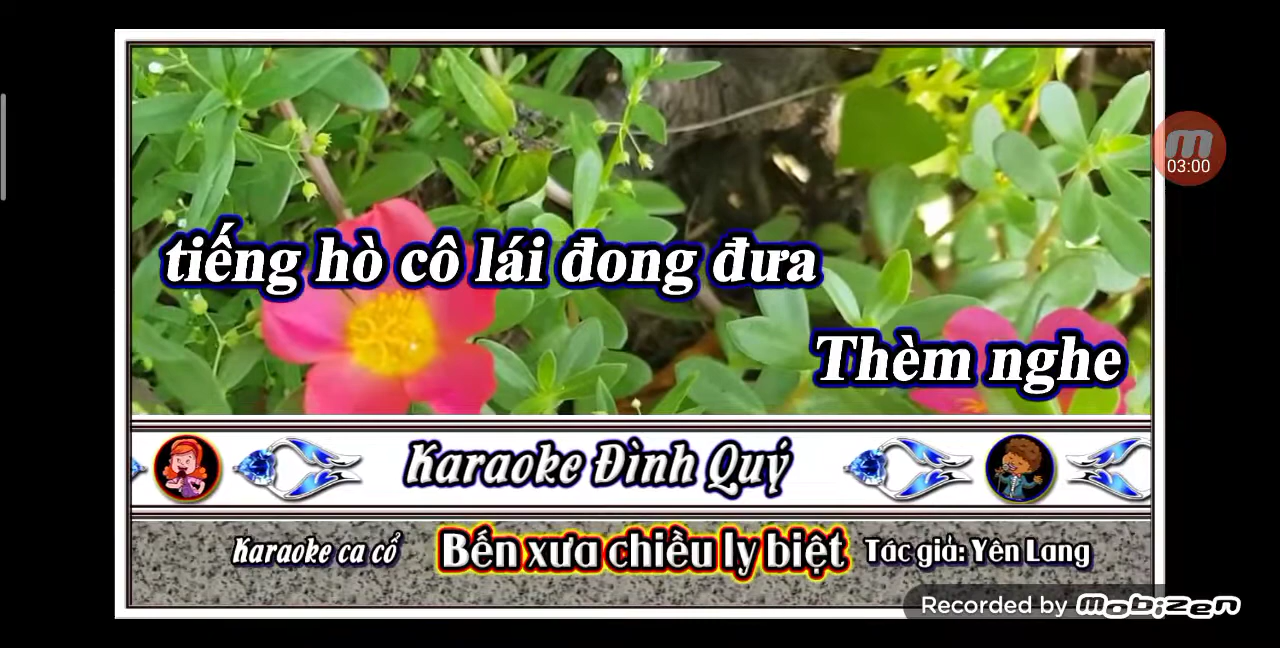 03:00
tiếng hò cô lái đong đưa
Thèm nghe
Karaoke Đình Quý
Karaoke ca cổ Bến xưa chiều ly biệt Tác giả: Yên Lang
Recorded by Mobizen